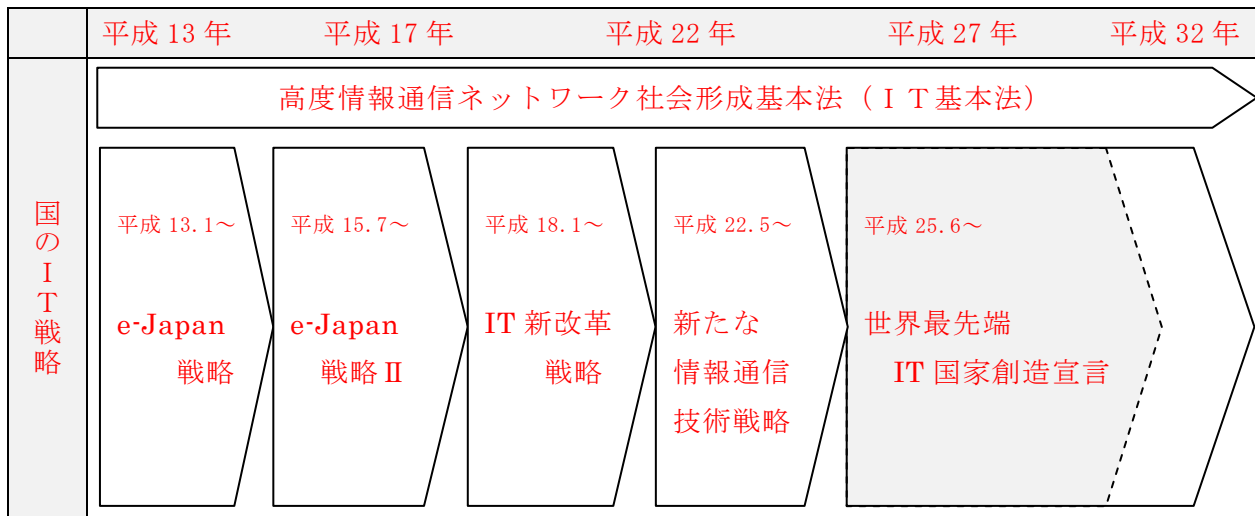 平成 13 年 平成 17 年 平成 22 年 平成 27 年 平成 32 年
高度情報通信ネットワーク社会形成基本法（ＩＴ基本法）
国のＩＴ戦略
平成 13.1～
e-Japan
戦略
平成 15.7～
e-Japan
戦略Ⅱ
平成 18.1～
IT 新改革
戦略
平成 22.5～
新たな
情報通信
技術戦略
平成 25.6～
世界最先端
IT 国家創造宣言